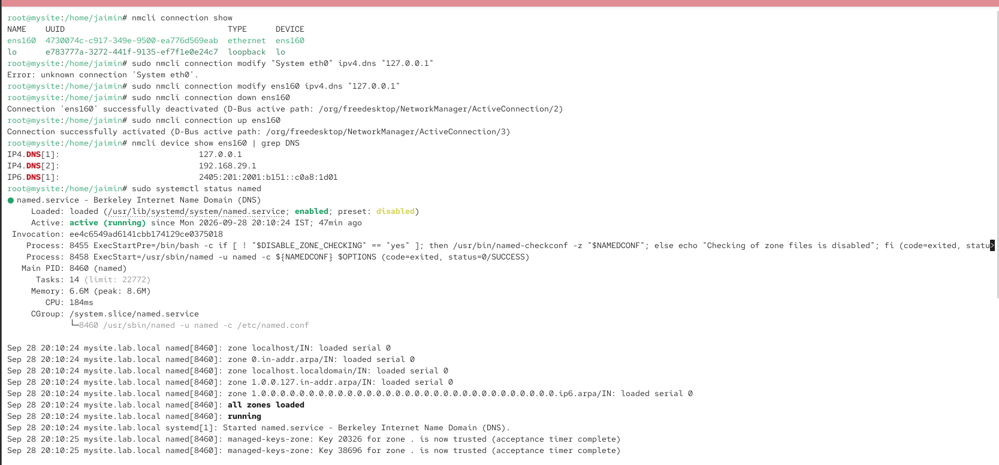 root@mysite:/home/jaimin# nmcli connection show
NAME    UUID                                  TYPE      DEVICE
ens160  4730074c-c917-349e-9500-ea776d569eab  ethernet  ens160
lo      e783777a-3272-441f-9135-ef7f1e0e24c7  loopback  lo
root@mysite:/home/jaimin# sudo nmcli connection modify "System eth0" ipv4.dns "127.0.0.1"
Error: unknown connection 'System eth0'.
root@mysite:/home/jaimin# sudo nmcli connection modify ens160 ipv4.dns "127.0.0.1"
root@mysite:/home/jaimin# sudo nmcli connection down ens160
Connection 'ens160' successfully deactivated (D-Bus active path: /org/freedesktop/NetworkManager/ActiveConnection/2)
root@mysite:/home/jaimin# sudo nmcli connection up ens160
Connection successfully activated (D-Bus active path: /org/freedesktop/NetworkManager/ActiveConnection/3)
root@mysite:/home/jaimin# nmcli device show ens160 | grep DNS
IP4.DNS[1]:                             127.0.0.1
IP4.DNS[2]:                             192.168.29.1
IP6.DNS[1]:                             2405:201:2001:b151::c0a8:1d01
root@mysite:/home/jaimin# sudo systemctl status named
● named.service - Berkeley Internet Name Domain (DNS)
     Loaded: loaded (/usr/lib/systemd/system/named.service; enabled; preset: disabled)
     Active: active (running) since Mon 2026-09-28 20:10:24 IST; 47min ago
 Invocation: ee4c6549ad6141cbb174129ce0375018
    Process: 8455 ExecStartPre=/bin/bash -c if [ ! "$DISABLE_ZONE_CHECKING" == "yes" ]; then /usr/bin/named-checkconf -z "$NAMEDCONF"; else echo "Checking of zone files is disabled"; fi (code=exited, statu>
    Process: 8458 ExecStart=/usr/sbin/named -u named -c ${NAMEDCONF} $OPTIONS (code=exited, status=0/SUCCESS)
   Main PID: 8460 (named)
      Tasks: 14 (limit: 22772)
     Memory: 6.6M (peak: 8.6M)
        CPU: 184ms
     CGroup: /system.slice/named.service
             └─8460 /usr/sbin/named -u named -c /etc/named.conf

Sep 28 20:10:24 mysite.lab.local named[8460]: zone localhost/IN: loaded serial 0
Sep 28 20:10:24 mysite.lab.local named[8460]: zone 0.in-addr.arpa/IN: loaded serial 0
Sep 28 20:10:24 mysite.lab.local named[8460]: zone localhost.localdomain/IN: loaded serial 0
Sep 28 20:10:24 mysite.lab.local named[8460]: zone 1.0.0.127.in-addr.arpa/IN: loaded serial 0
Sep 28 20:10:24 mysite.lab.local named[8460]: zone 1.0.0.0.0.0.0.0.0.0.0.0.0.0.0.0.0.0.0.0.0.0.0.0.0.0.0.0.0.0.0.0.ip6.arpa/IN: loaded serial 0
Sep 28 20:10:24 mysite.lab.local named[8460]: all zones loaded
Sep 28 20:10:24 mysite.lab.local named[8460]: running
Sep 28 20:10:24 mysite.lab.local systemd[1]: Started named.service - Berkeley Internet Name Domain (DNS).
Sep 28 20:10:25 mysite.lab.local named[8460]: managed-keys-zone: Key 20326 for zone . is now trusted (acceptance timer complete)
Sep 28 20:10:25 mysite.lab.local named[8460]: managed-keys-zone: Key 38696 for zone . is now trusted (acceptance timer complete)